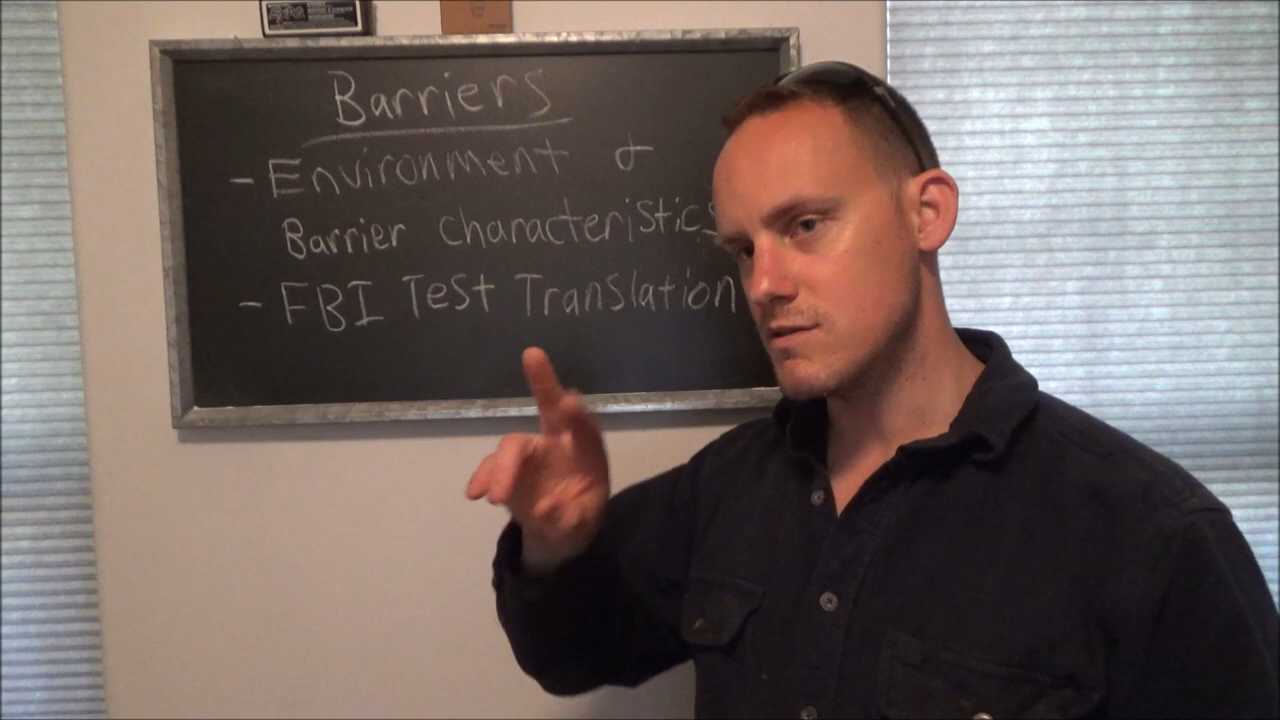 Barriers
- Environment &
Barrier Characteristics
- FBI Test Translation